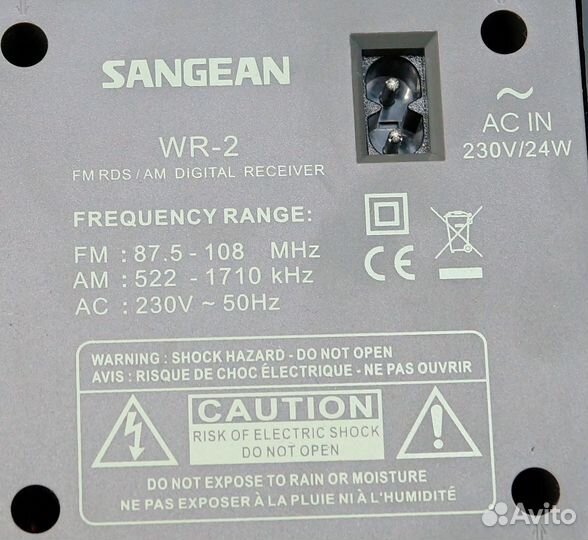 SANGEAN
WR-2
FM RDS / AM DIGITAL RECEIVER
FREQUENCY RANGE:
FM : 87.5 - 108 MHz
AM : 522 - 1710 kHz
AC : 230V ~ 50Hz
~
AC IN
230V/24W
CE
WARNING : SHOCK HAZARD - DO NOT OPEN
AVIS : RISQUE DE CHOC ÉLECTRIQUE - NE PAS OUVRIR
CAUTION
RISK OF ELECTRIC SHOCK
DO NOT OPEN
!
DO NOT EXPOSE TO RAIN OR MOISTURE
NE PAS EXPOSER À LA PLUIE NI À L'HUMIDITÉ
Avito